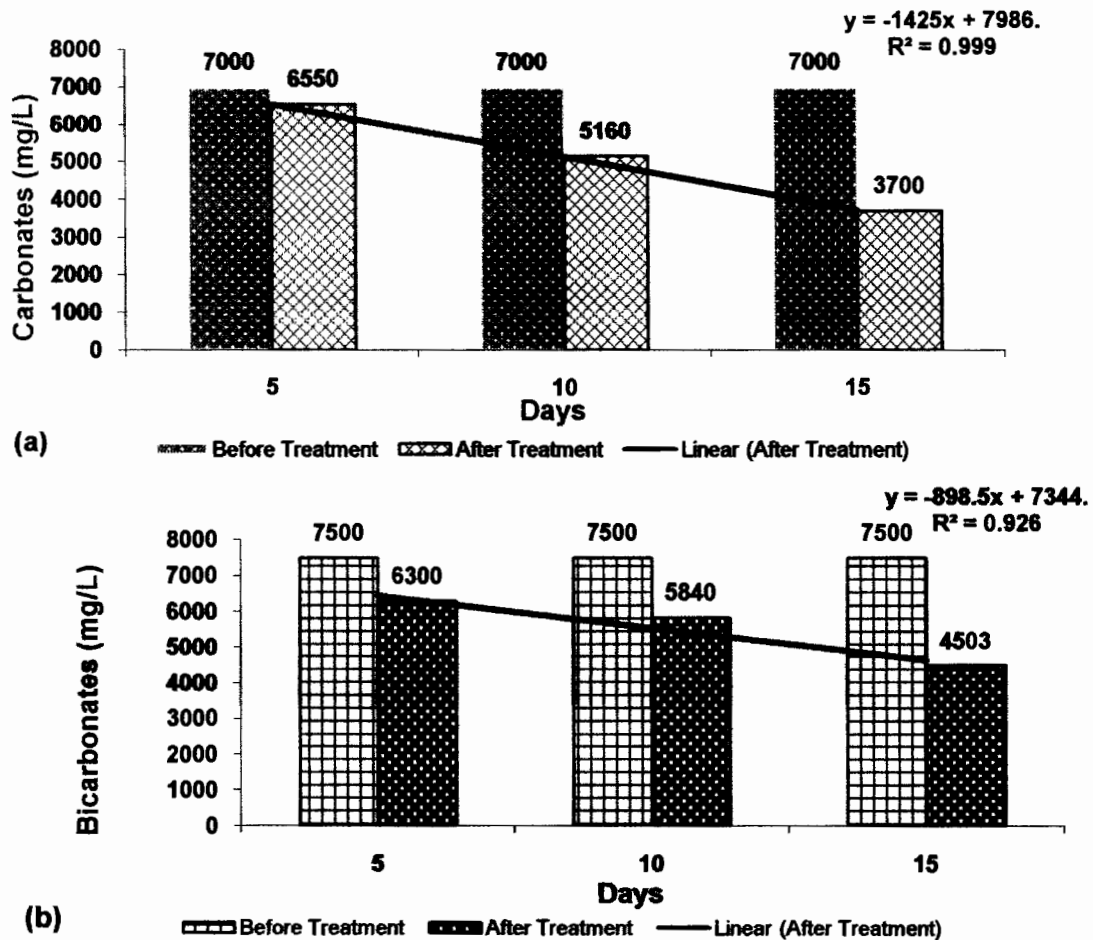 y = -1425x + 7986.
R² = 0.999
8000
7000
6000
5000
4000
3000
2000
1000
0
Carbonates (mg/L)
7000
6550
7000
5160
7000
3700
5
10
15
Days
(a)
Before Treatment
After Treatment
Linear (After Treatment)
y = -898.5x + 7344.
R² = 0.926
8000
7000
6000
5000
4000
3000
2000
1000
0
Bicarbonates (mg/L)
7500
6300
7500
5840
7500
4503
5
10
15
Days
(b)
Before Treatment
After Treatment
Linear (After Treatment)